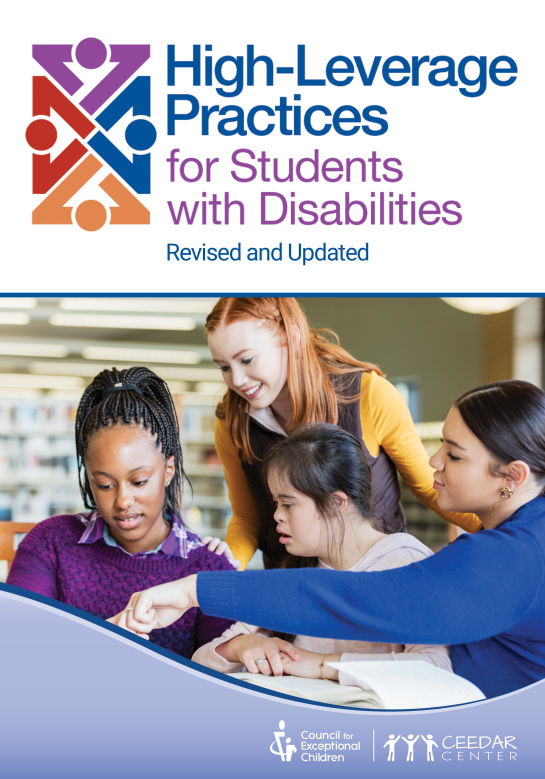 High-Leverage
Practices
for Students
with Disabilities
Revised and Updated
Council for
Exceptional
Children
CEEDAR
CENTER